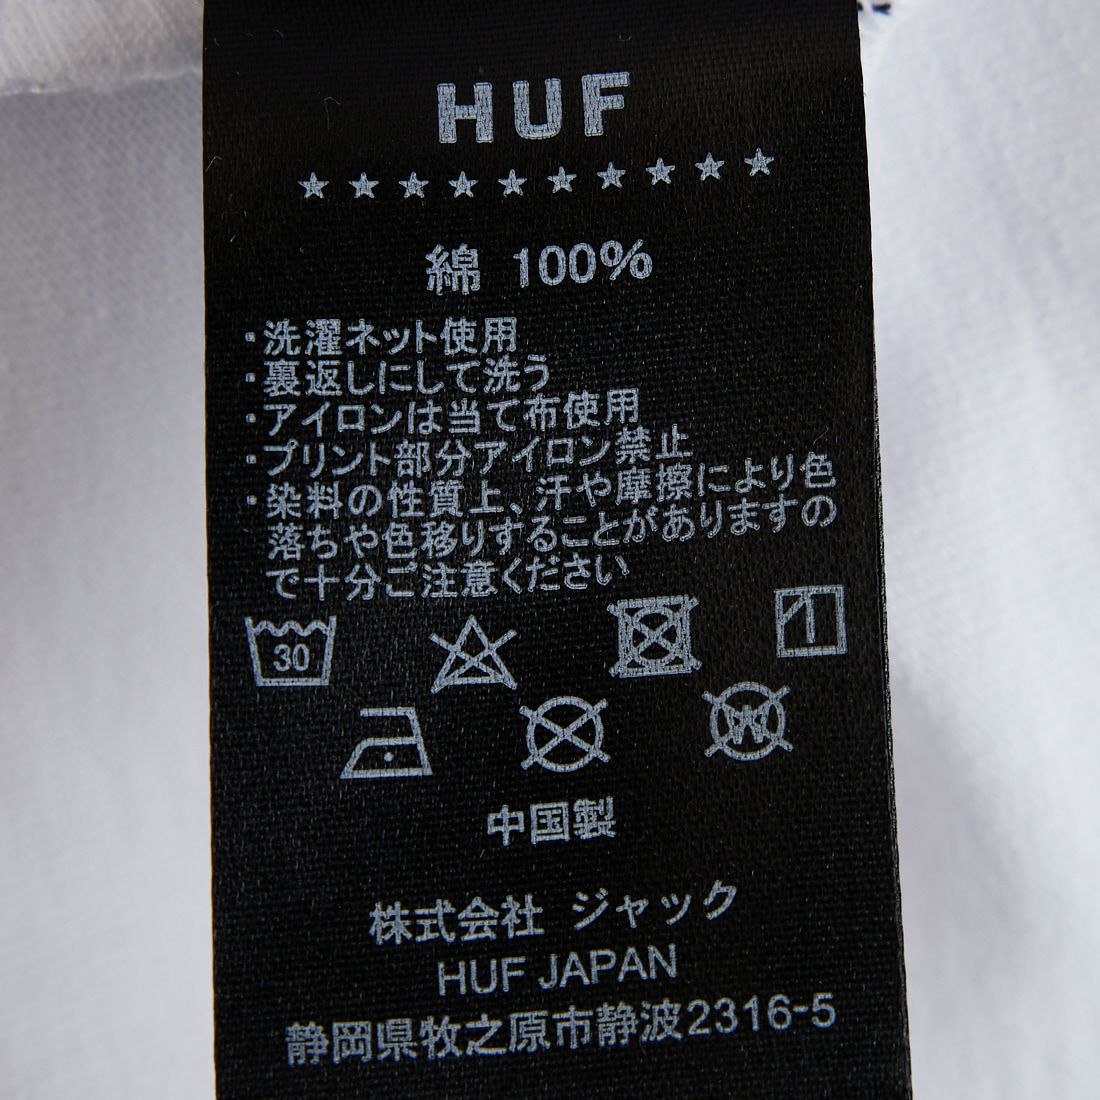 HUF
綿 100%
・洗濯ネット使用
・裏返しにして洗う
・アイロンは当て布使用
・プリント部分アイロン禁止
・染料の性質上、汗や摩擦により色
落ちや色移りすることがありますの
で十分ご注意ください
30
W
中国製
株式会社 ジャック
HUF JAPAN
静岡県牧之原市静波2316-5